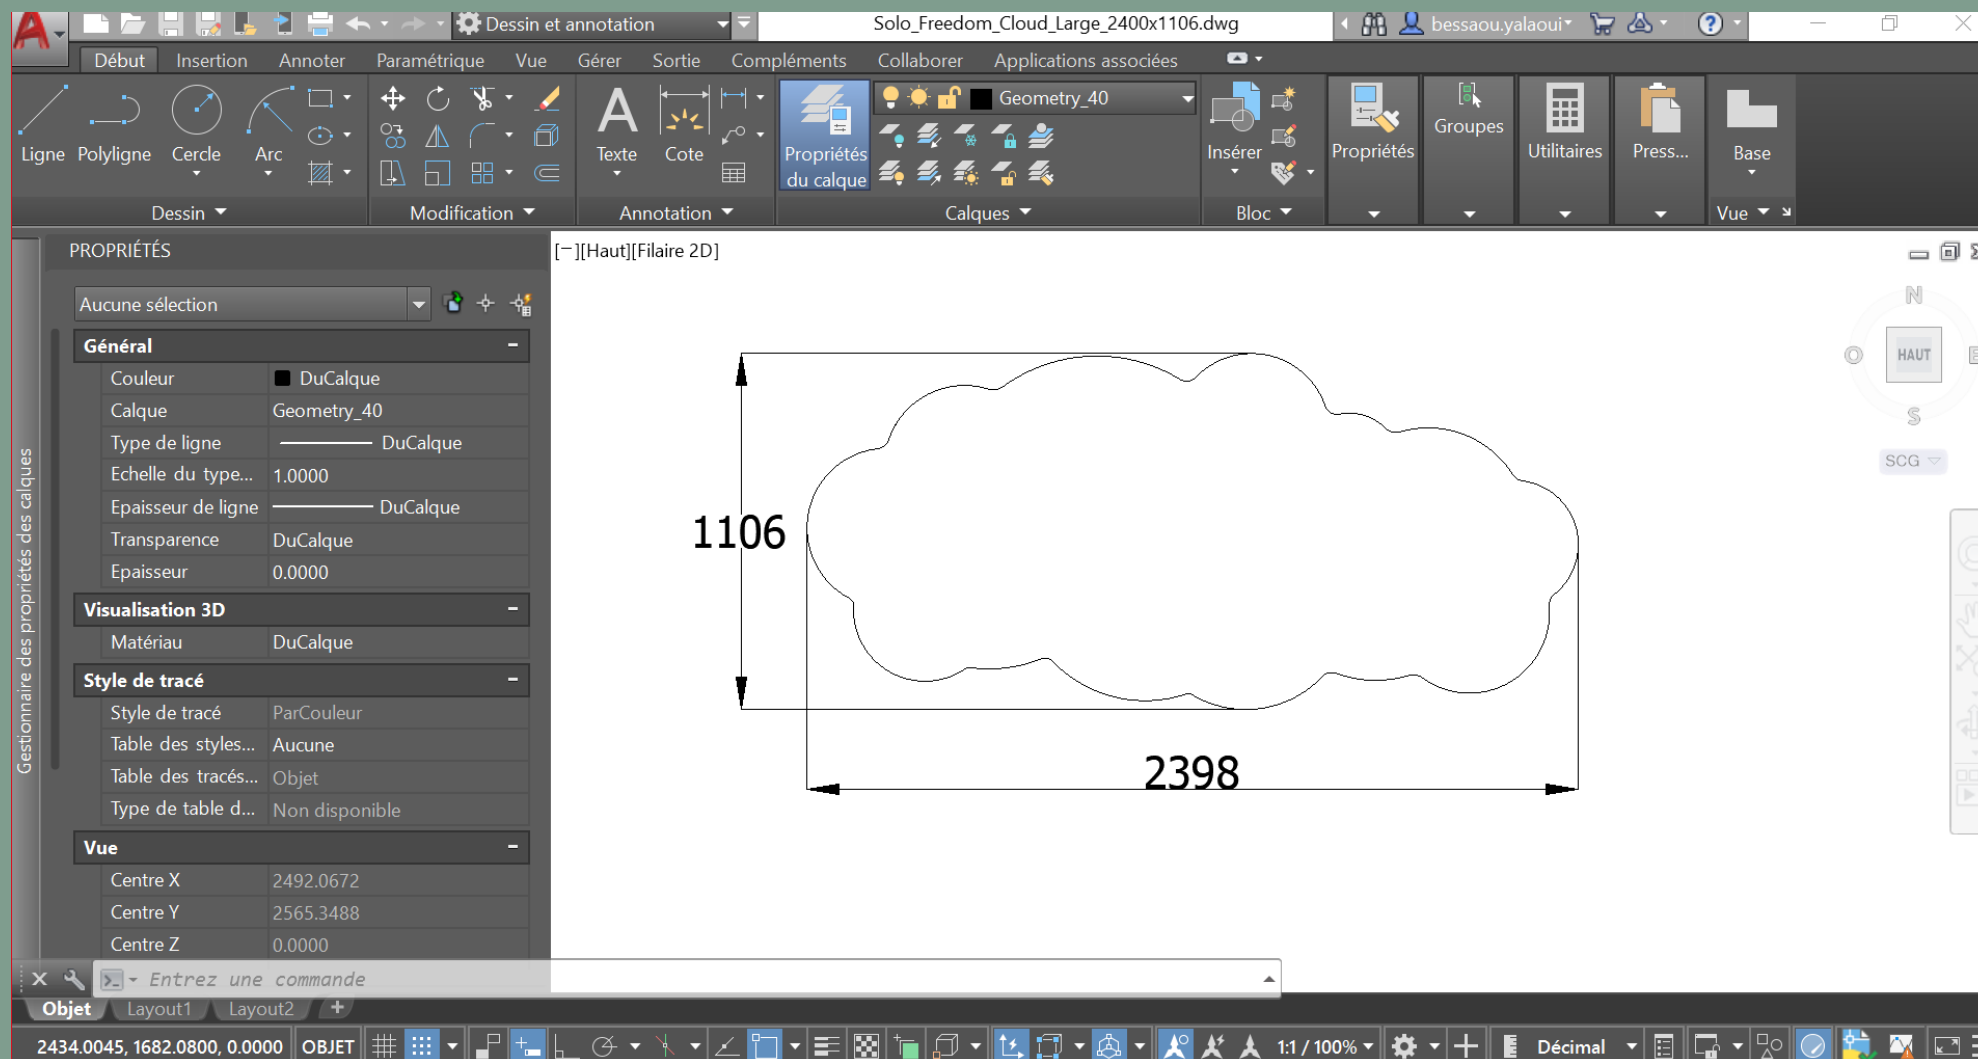 Dessin et annotation
Solo_Freedom_Cloud_Large_2400x1106.dwg
bessaou.yalaoui
Début Insertion Annoter Paramétrique Vue Gérer Sortie Compléments Collaborer Applications associées
Geometry_40
Ligne Polyligne Cercle Arc
Texte Cote
Propriétés
du calque
Insérer
Propriétés
Groupes
Utilitaires
Press...
Base
Dessin Modification Annotation Calques Bloc Vue
Gestionnaire des propriétés des calques
PROPRIÉTÉS
Aucune sélection
Général
Couleur DuCalque
Calque Geometry_40
Type de ligne DuCalque
Echelle du type... 1.0000
Epaisseur de ligne DuCalque
Transparence DuCalque
Epaisseur 0.0000
Visualisation 3D
Matériau DuCalque
Style de tracé
Style de tracé ParCouleur
Table des styles... Aucune
Table des tracés... Objet
Type de table d... Non disponible
Vue
Centre X 2492.0672
Centre Y 2565.3488
Centre Z 0.0000
[−][Haut][Filaire 2D]
N
O HAUT E
S
SCG
1106
2398
Entrez une commande
Objet Layout1 Layout2 +
2434.0045, 1682.0800, 0.0000 OBJET 1:1 / 100% Décimal